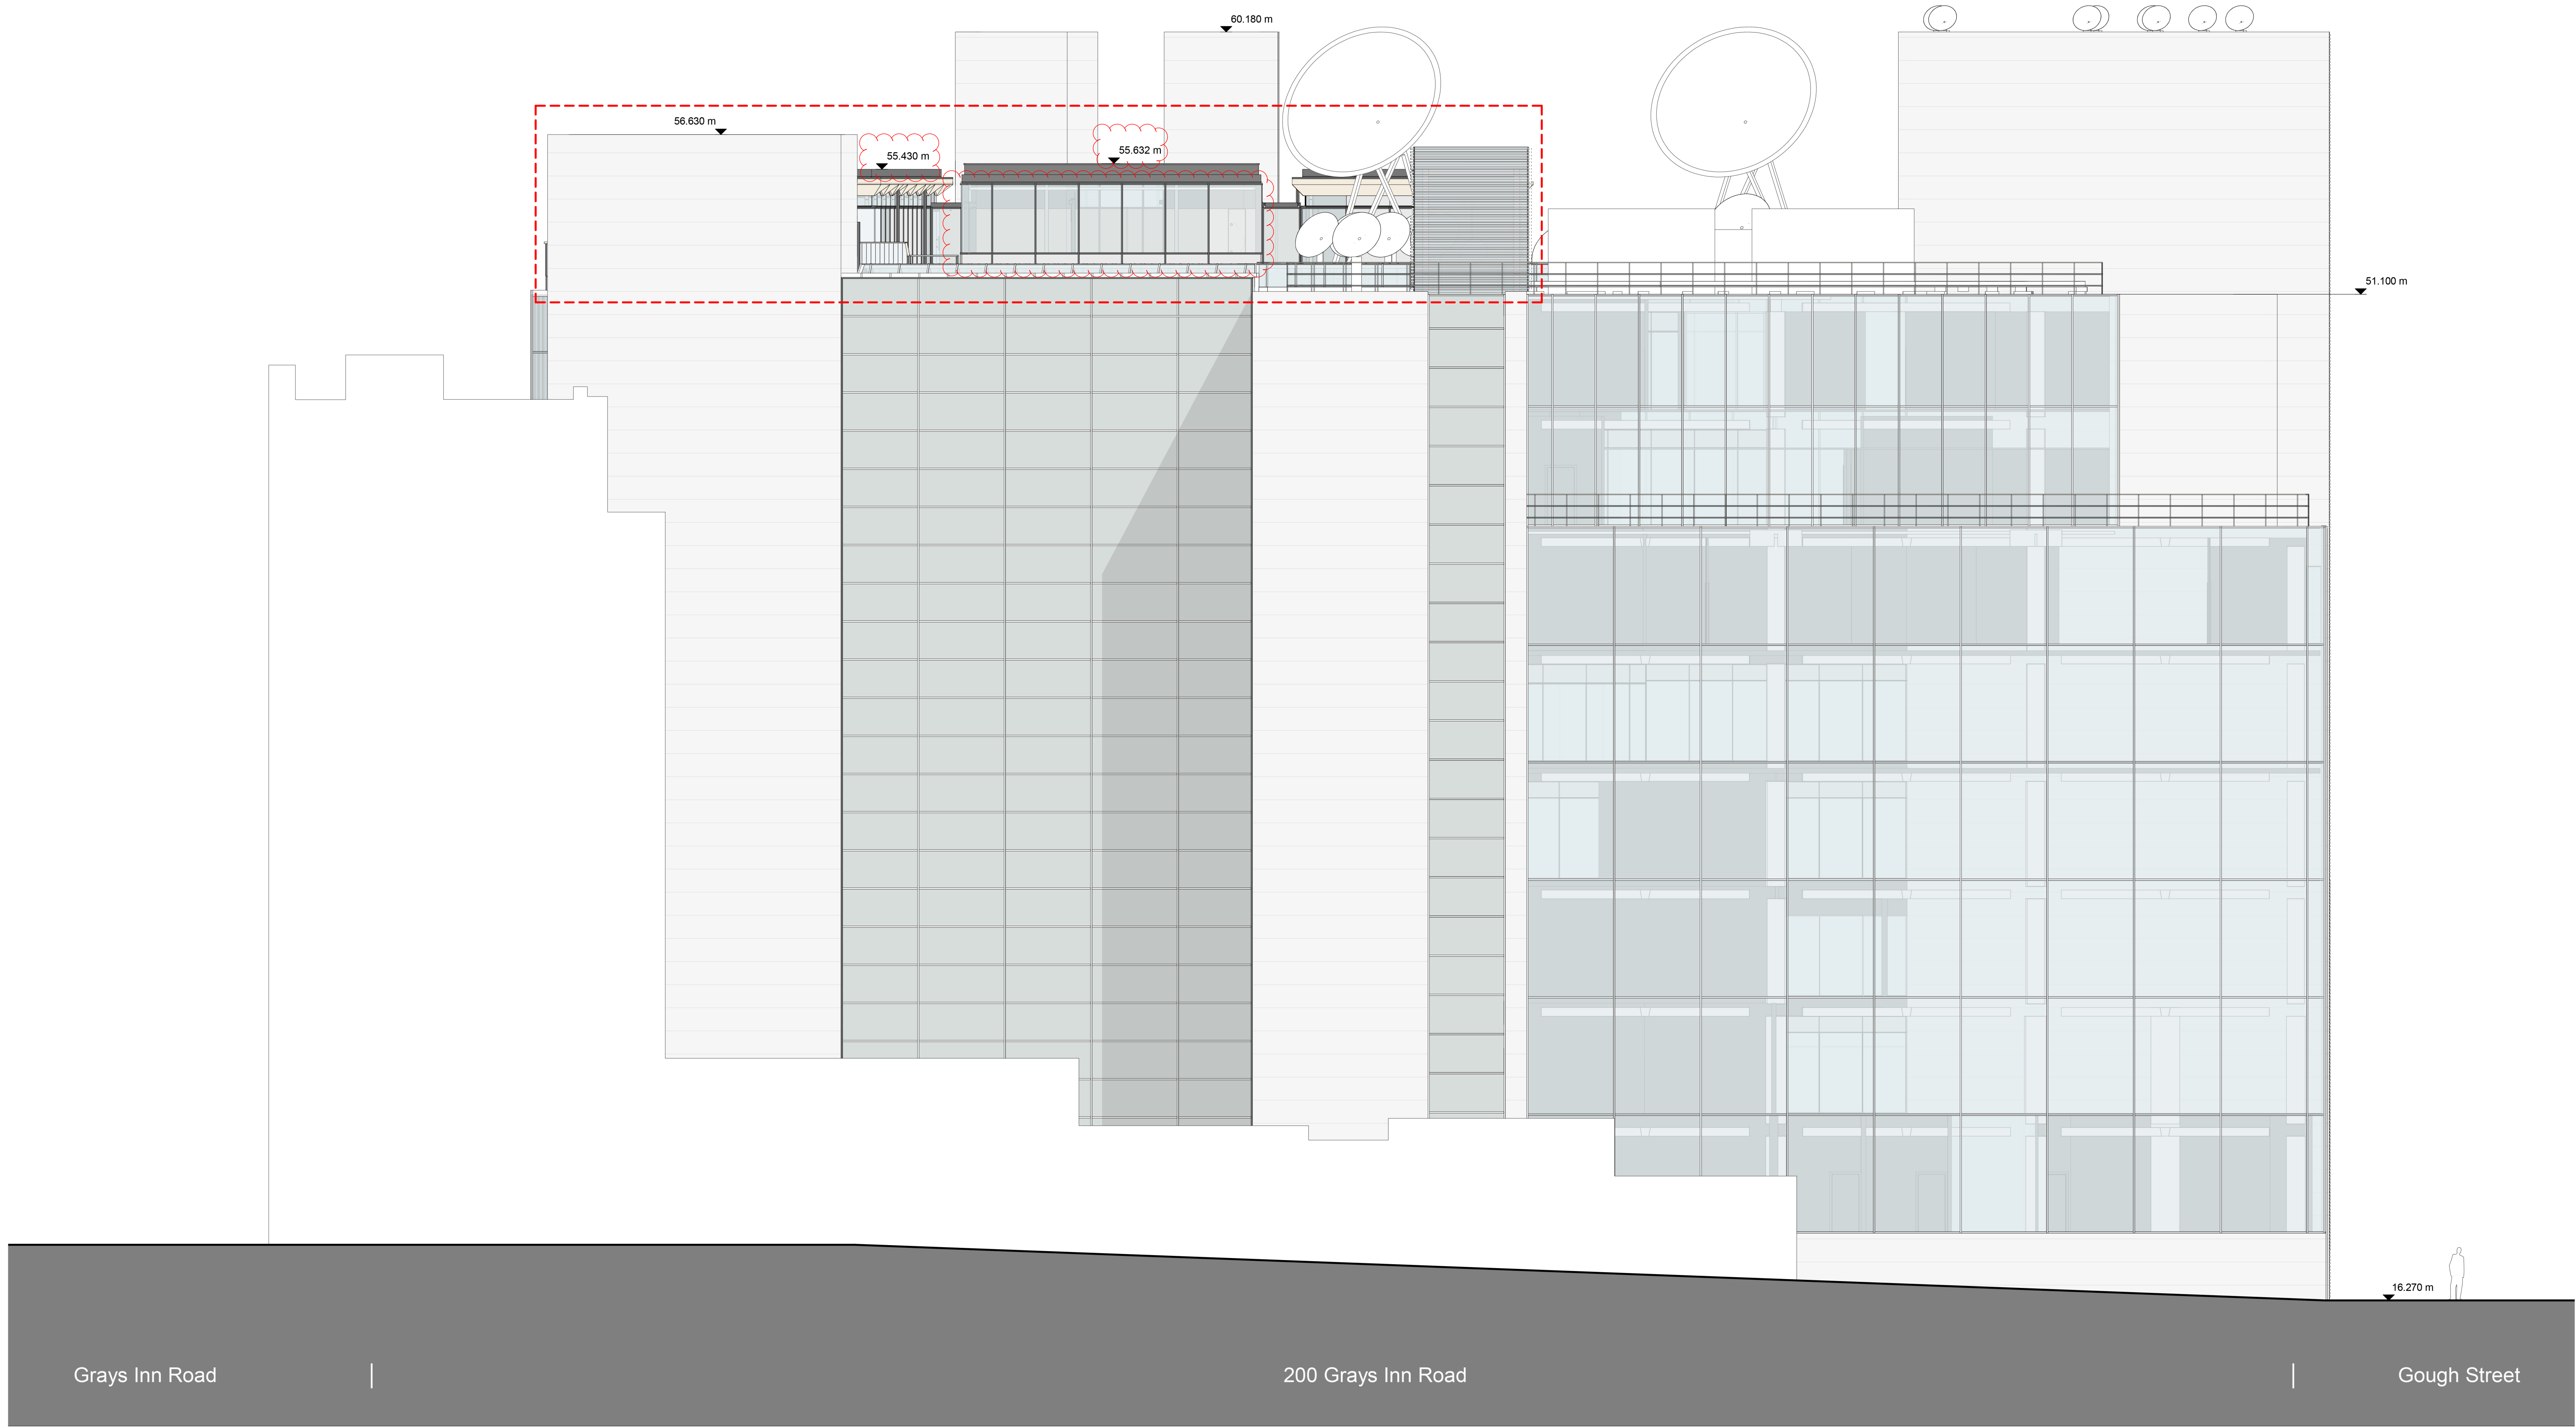 60.180 m
56.630 m
55.430 m
55.632 m
51.100 m
16.270 m
Grays Inn Road
200 Grays Inn Road
Gough Street